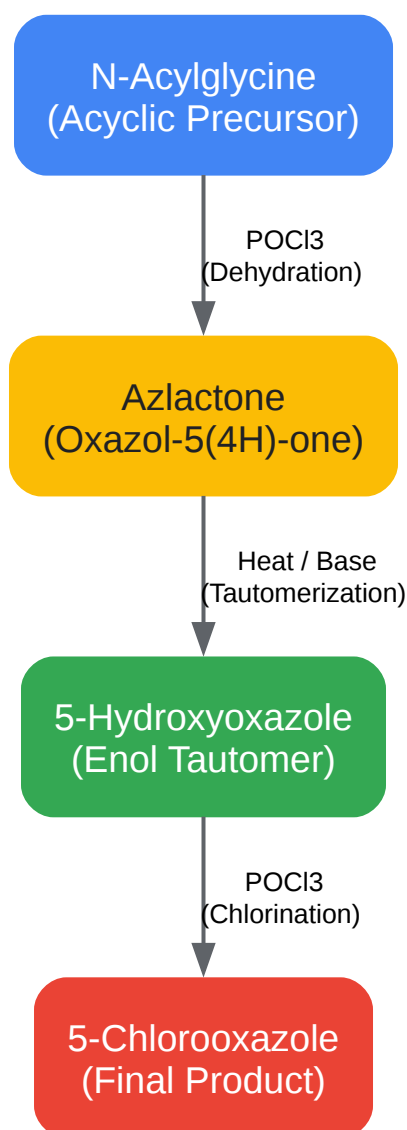 N-Acylglycine
(Acyclic Precursor)
POCl3
(Dehydration)
Azlactone
(Oxazol-5(4H)-one)
Heat / Base
(Tautomerization)
5-Hydroxyoxazole
(Enol Tautomer)
POCl3
(Chlorination)
5-Chlorooxazole
(Final Product)